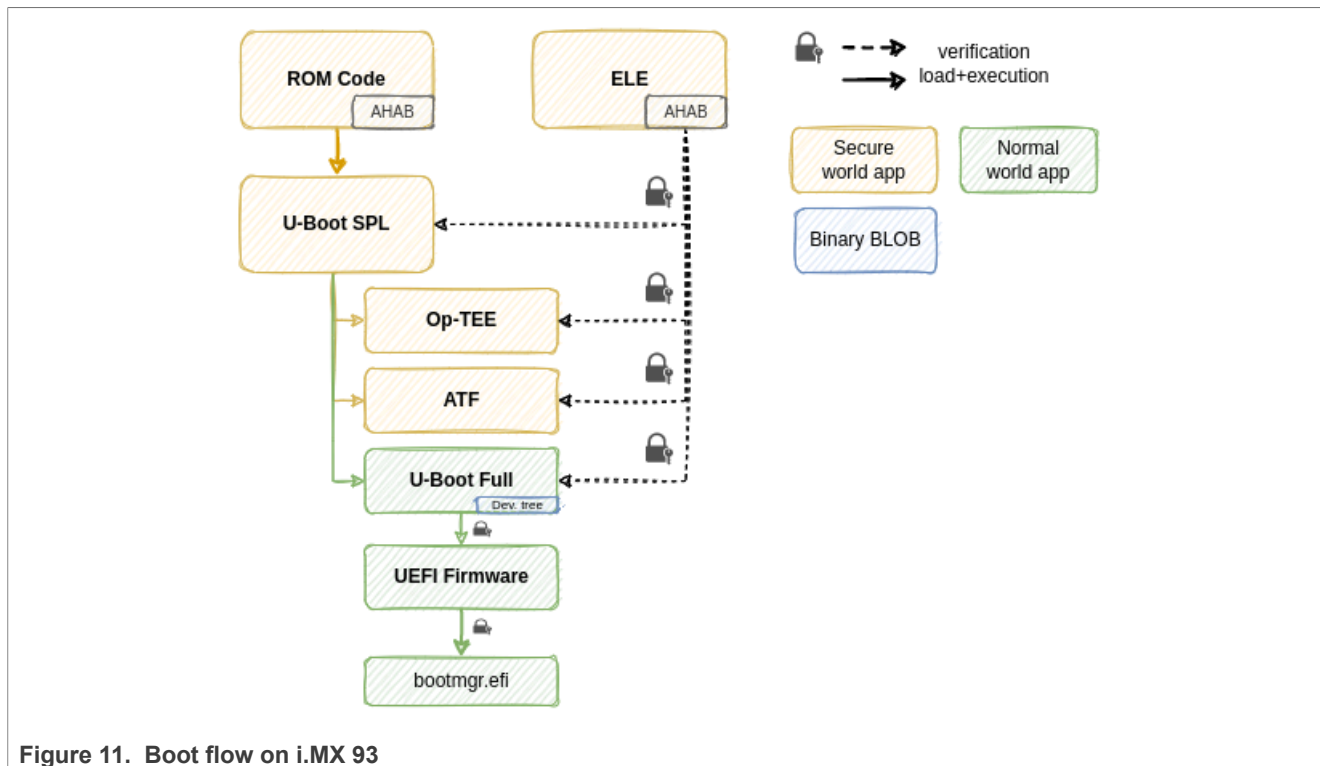 ROM Code
AHAB
ELE
AHAB
verification
load+execution
Secure
world app
Normal
world app
Binary BLOB
U-Boot SPL
Op-TEE
ATF
U-Boot Full
Dev. tree
UEFI Firmware
bootmgr.efi
Figure 11. Boot flow on i.MX 93